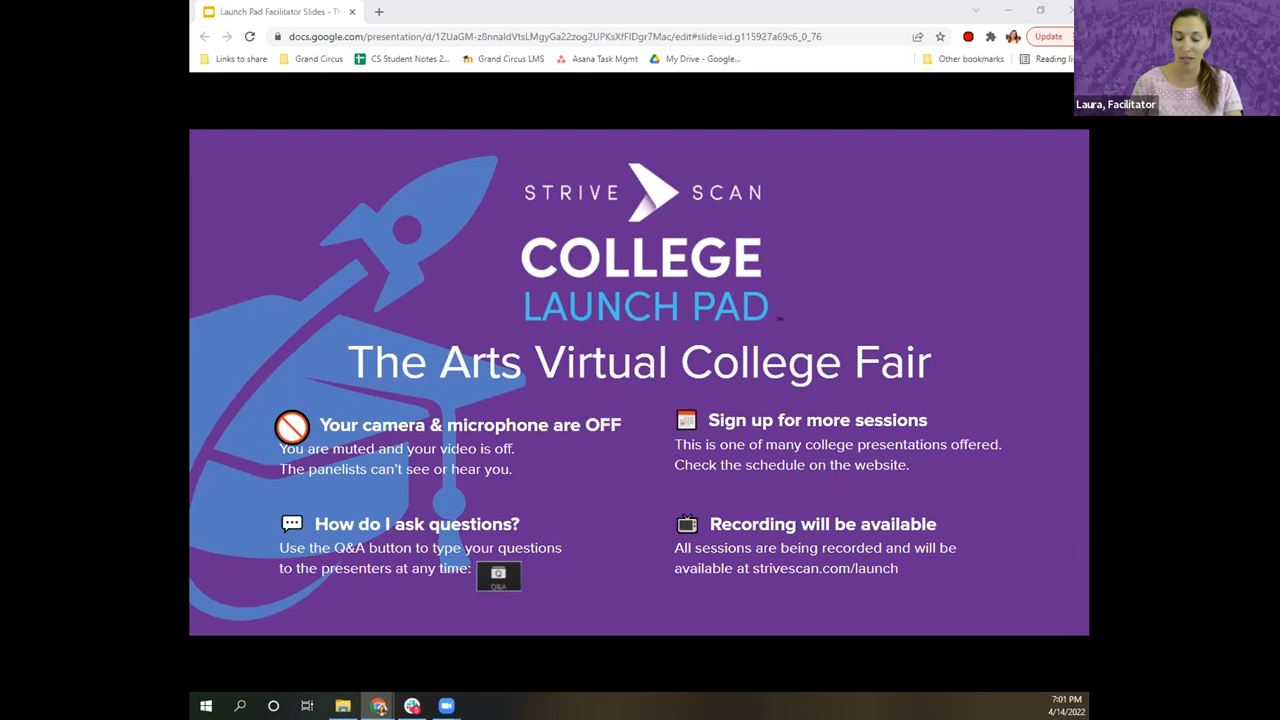 Launch Pad Facilitator Slides - Th
docs.google.com/presentation/d/1ZUaGM-z8nnaldVtsLMgyGa22zog2UPKsXfFlDgr7Mac/edit#slide=id.g115927a69c6_0_76
Update
Links to share
Grand Circus
CS Student Notes 2...
Grand Circus LMS
Asana Task Mgmt
My Drive - Google...
Other bookmarks
Reading li
Laura, Facilitator
STRIVE SCAN
COLLEGE
LAUNCH PAD™
The Arts Virtual College Fair
Your camera & microphone are OFF
You are muted and your video is off.
The panelists can't see or hear you.
Sign up for more sessions
This is one of many college presentations offered.
Check the schedule on the website.
How do I ask questions?
Use the Q&A button to type your questions
to the presenters at any time:
Q&A
Recording will be available
All sessions are being recorded and will be
available at strivescan.com/launch
7:01 PM
4/14/2022